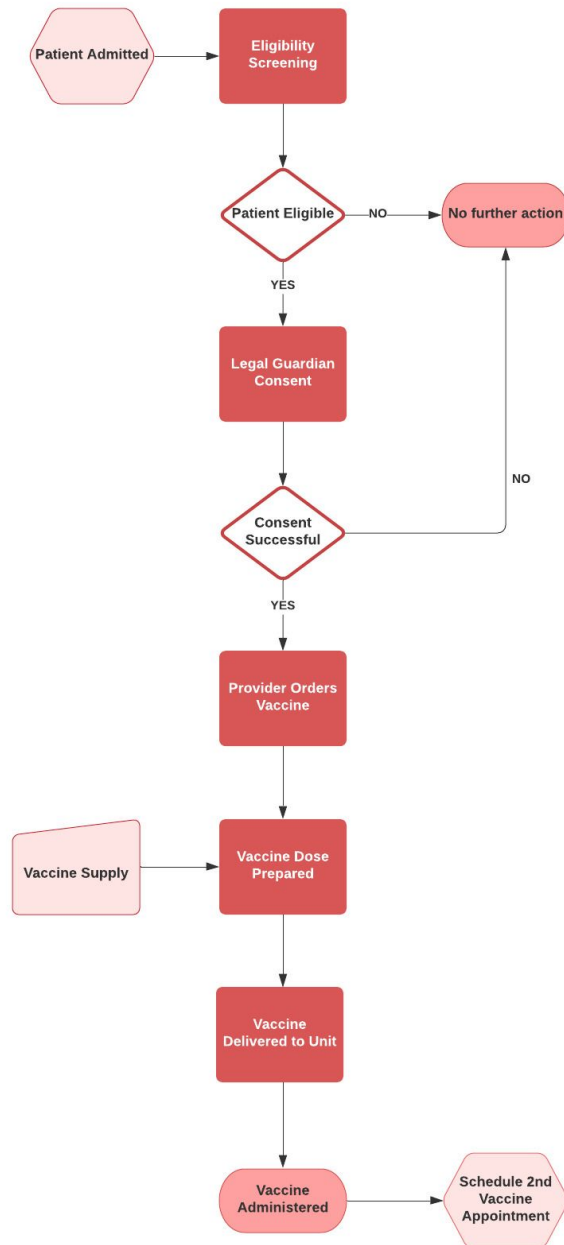 Patient Admitted
Eligibility
Screening
Patient Eligible
NO
No further action
YES
Legal Guardian
Consent
NO
Consent
Successful
YES
Provider Orders
Vaccine
Vaccine Supply
Vaccine Dose
Prepared
Vaccine
Delivered to Unit
Vaccine
Administered
Schedule 2nd
Vaccine
Appointment